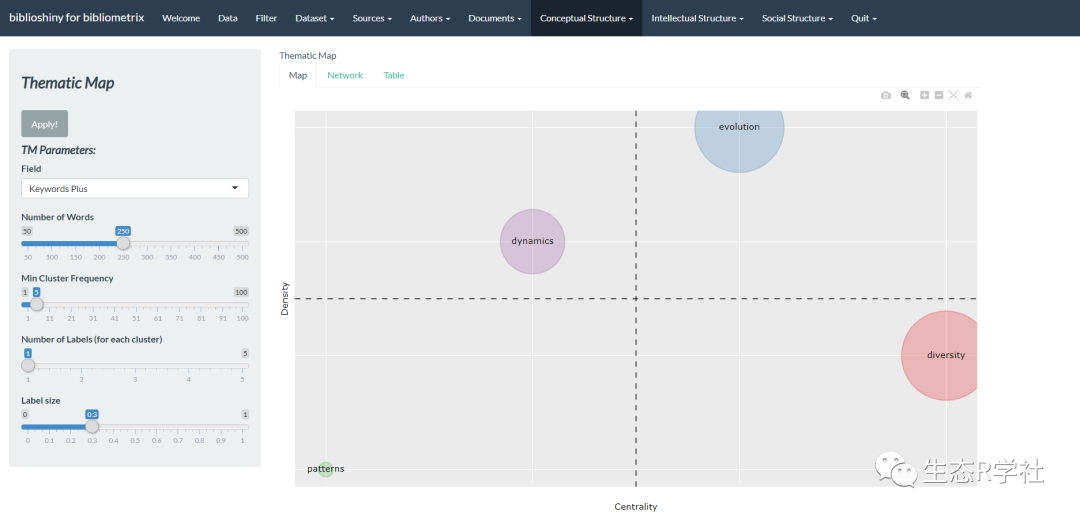 biblioshiny for bibliometrix Welcome Data Filter Dataset Sources Authors Documents Conceptual Structure Intellectual Structure Social Structure Quit
Thematic Map
Apply!
TM Parameters:
Field
Keywords Plus
Number of Words
50 250 500
50 100 150 200 250 300 350 400 450 500
Min Cluster Frequency
1 5 100
1 11 21 31 41 51 61 71 81 91 100
Number of Labels (for each cluster)
1 5
1 2 3 4 5
Label size
0 0.3 1
0 0.1 0.2 0.3 0.4 0.5 0.6 0.7 0.8 0.9 1
Thematic Map
Map Network Table
evolution
dynamics
diversity
patterns
Density
Centrality
生态R学社